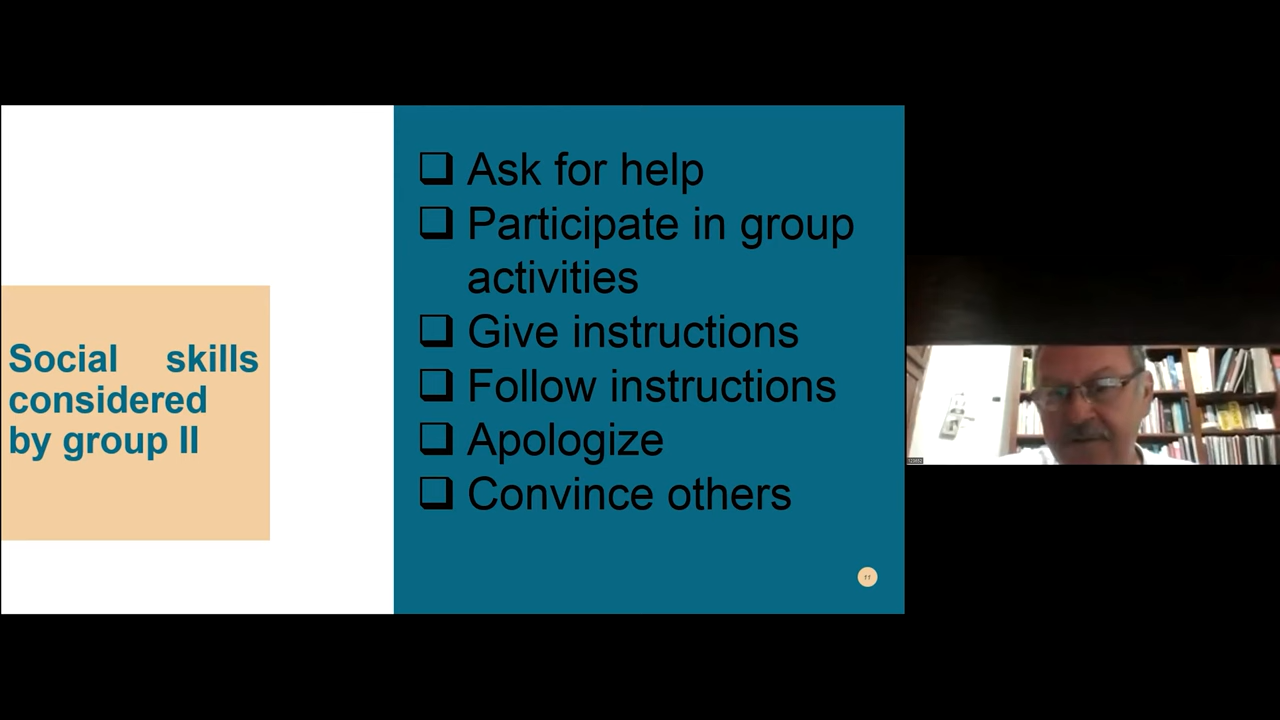 Social skills
considered
by group II
Ask for help
Participate in group
activities
Give instructions
Follow instructions
Apologize
Convince others
11